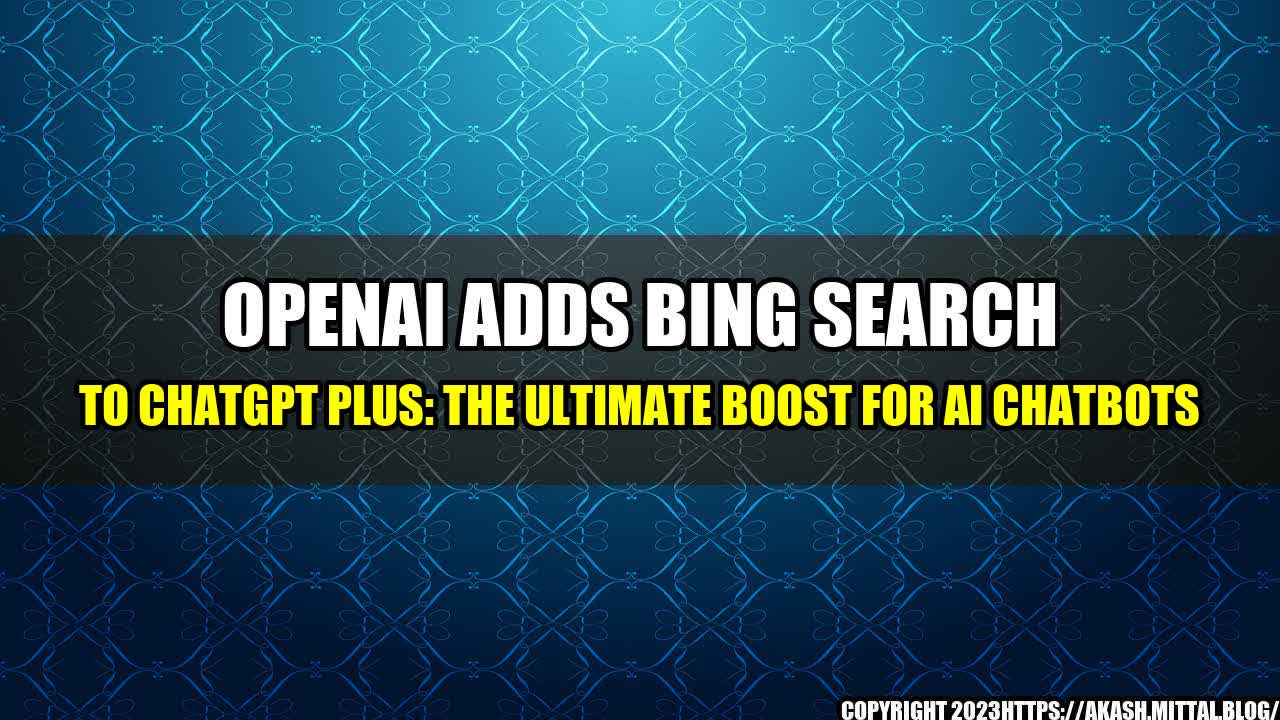 OPENAI ADDS BING SEARCH
TO CHATGPT PLUS: THE ULTIMATE BOOST FOR AI CHATBOTS
COPYRIGHT 2023HTTPS://AKASH.MITTAL.BLOG/